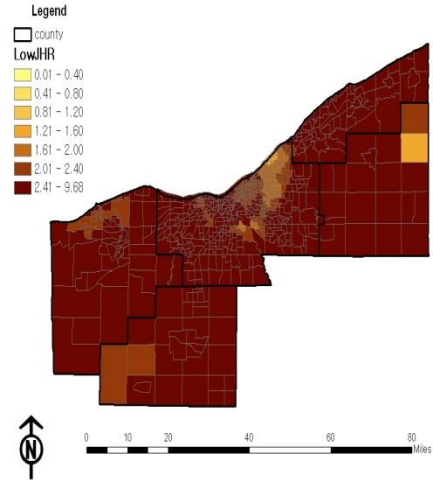 Legend
county
LowJHR
0.01 - 0.40
0.41 - 0.80
0.81 - 1.20
1.21 - 1.60
1.61 - 2.00
2.01 - 2.40
2.41 - 9.68
N
0 20 40 60 80
Miles